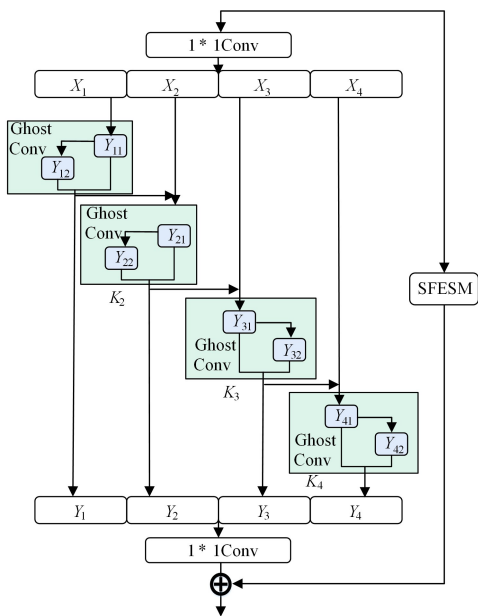 1* 1Conv
X₁ X₂ X₃ X₄
Ghost
Conv
Y₁₁
Y₁₂
Ghost
Conv
Y₂₁
Y₂₂
K₂
SFESM
Y₃₁
Ghost
Conv
Y₃₂
K₃
Y₄₁
Ghost
Conv
Y₄₂
K₄
Y₁ Y₂ Y₃ Y₄
1* 1Conv